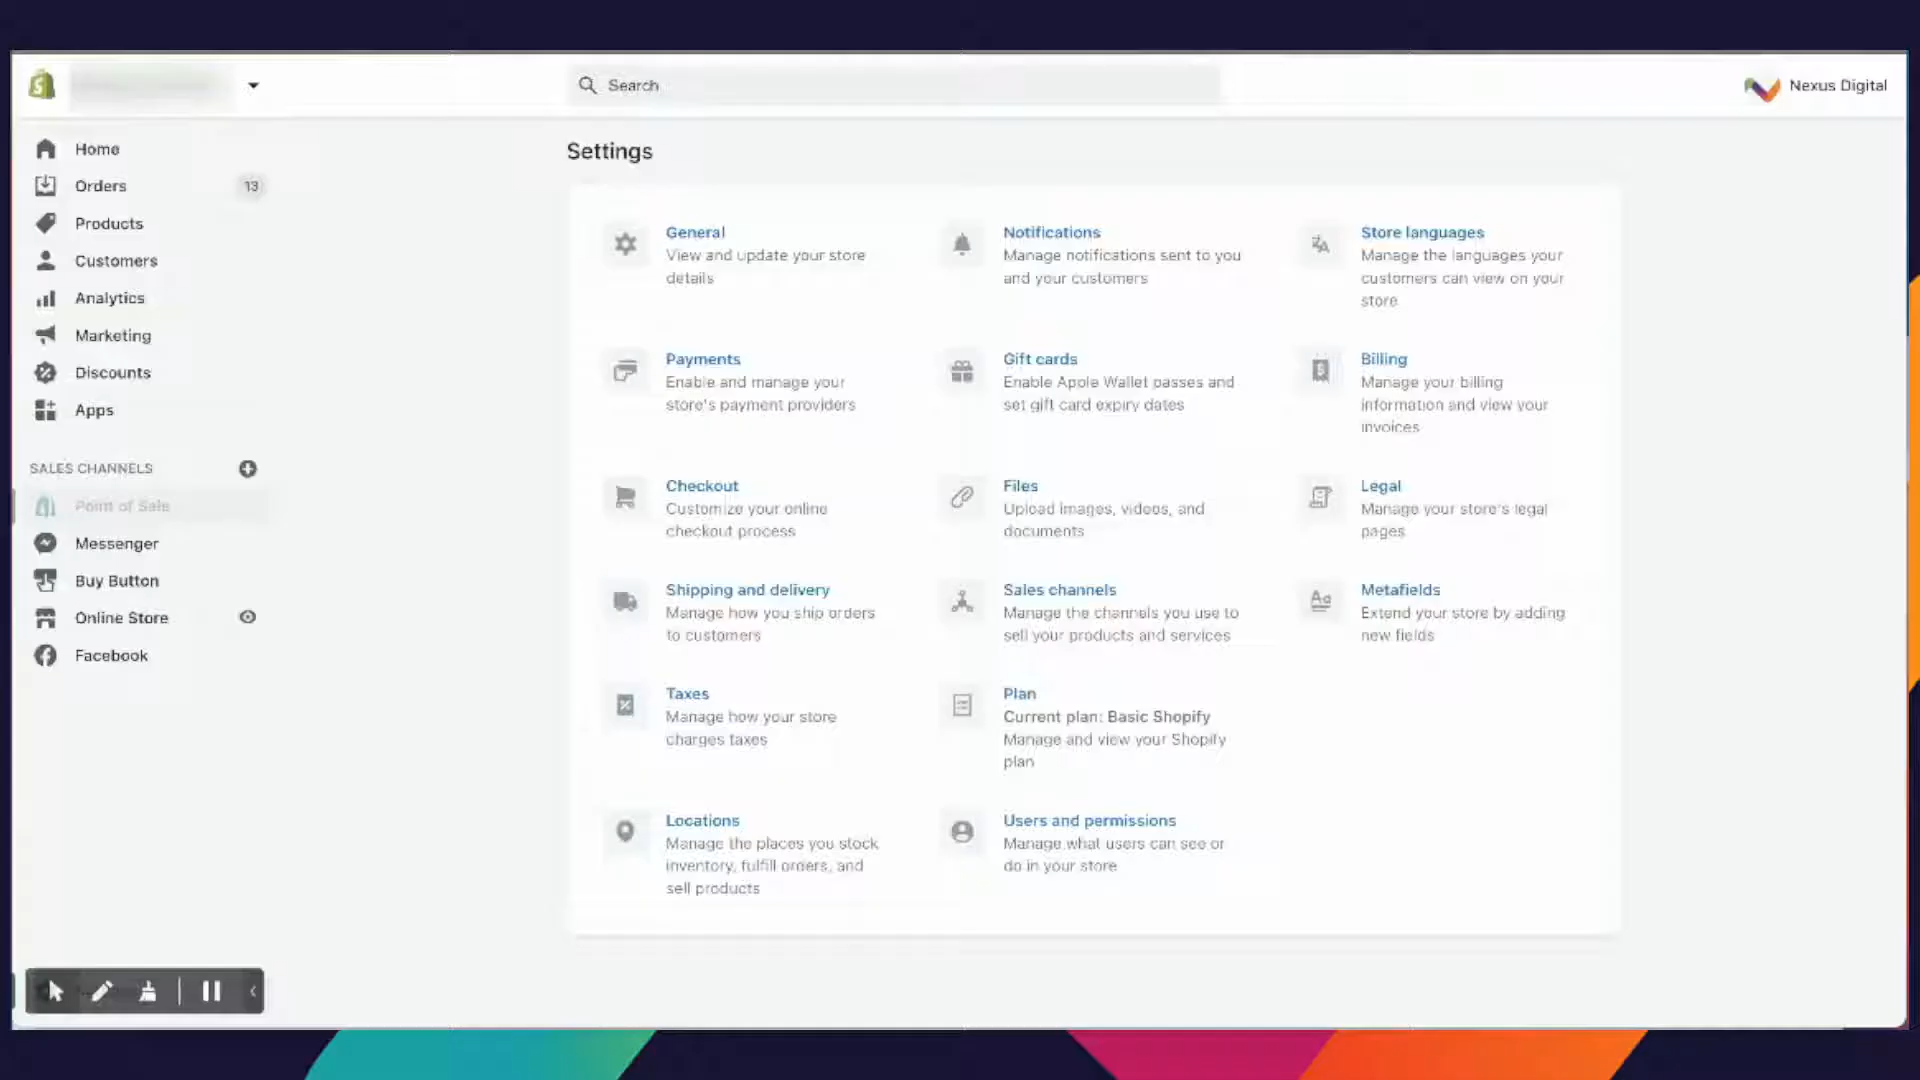 Search
Nexus Digital
Home
Orders 13
Products
Customers
Analytics
Marketing
Discounts
Apps
SALES CHANNELS
Point of Sale
Messenger
Buy Button
Online Store
Facebook
Settings
General
View and update your store
details
Notifications
Manage notifications sent to you
and your customers
Store languages
Manage the languages your
customers can view on your
store
Payments
Enable and manage your
store's payment providers
Gift cards
Enable Apple Wallet passes and
set gift card expiry dates
Billing
Manage your billing
information and view your
invoices
Checkout
Customize your online
checkout process
Files
Upload images, videos, and
documents
Legal
Manage your store's legal
pages
Shipping and delivery
Manage how you ship orders
to customers
Sales channels
Manage the channels you use to
sell your products and services
Metafields
Extend your store by adding
new fields
Taxes
Manage how your store
charges taxes
Plan
Current plan: Basic Shopify
Manage and view your Shopify
plan
Locations
Manage the places you stock
inventory, fulfill orders, and
sell products
Users and permissions
Manage what users can see or
do in your store